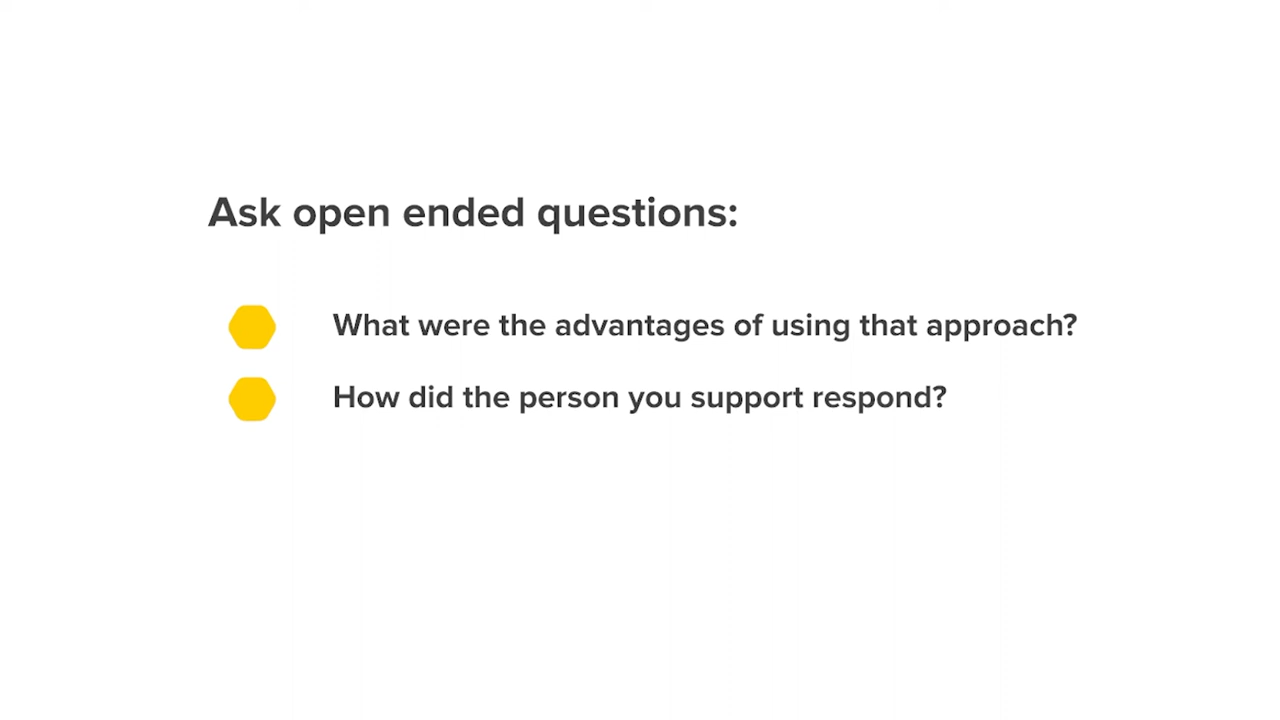 Ask open ended questions:
What were the advantages of using that approach?
How did the person you support respond?